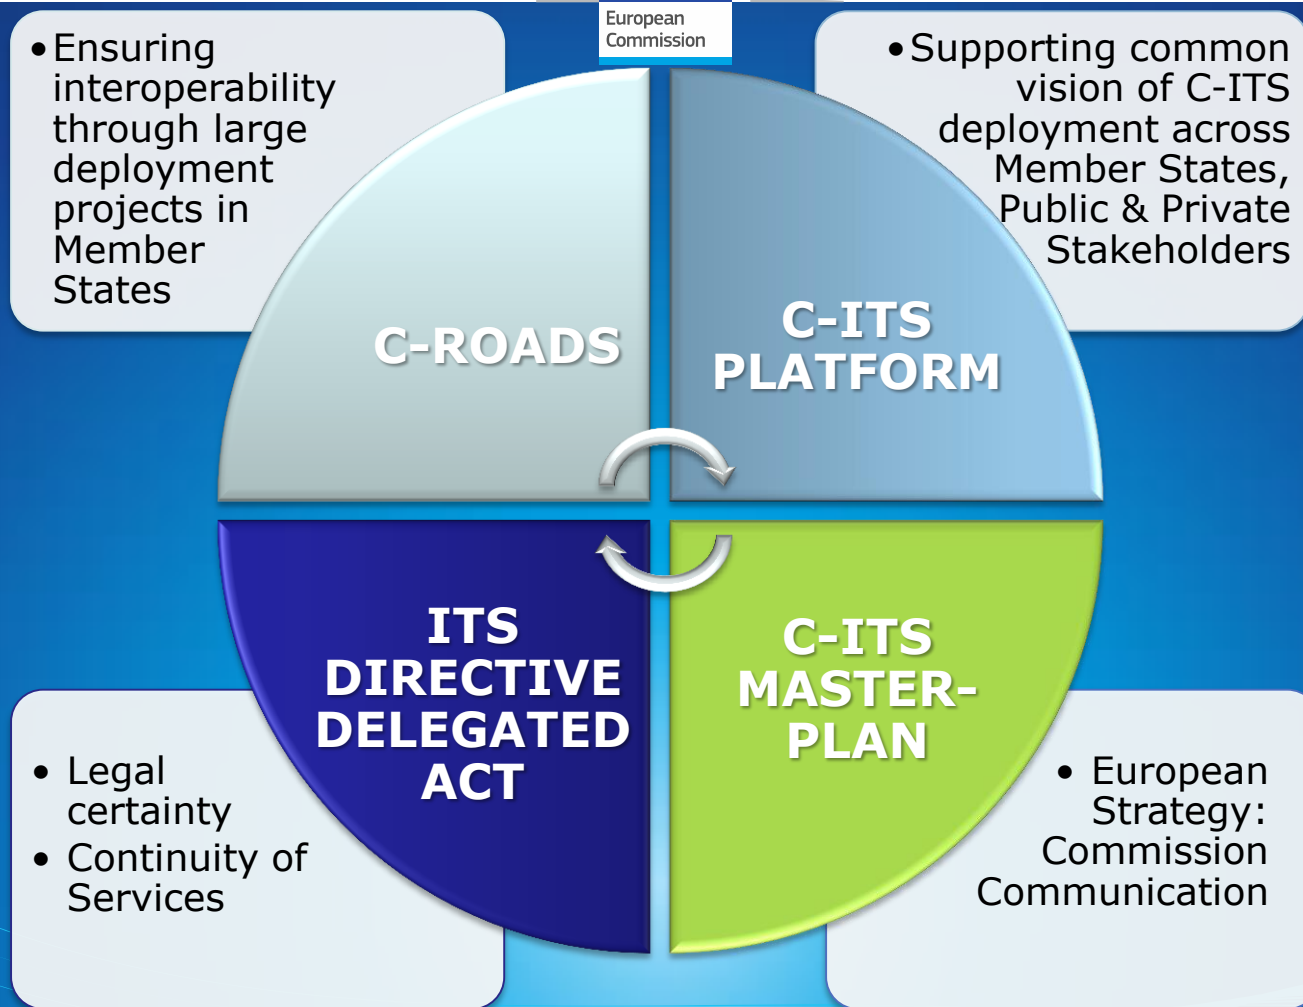 European
Commission
•Ensuring
interoperability
through large
deployment
projects in
Member
States
•Supporting common
vision of C-ITS
deployment across
Member States,
Public & Private
Stakeholders
C-ROADS
C-ITS
PLATFORM
ITS
DIRECTIVE
DELEGATED
ACT
C-ITS
MASTER-
PLAN
• Legal
certainty
• Continuity of
Services
• European
Strategy:
Commission
Communication